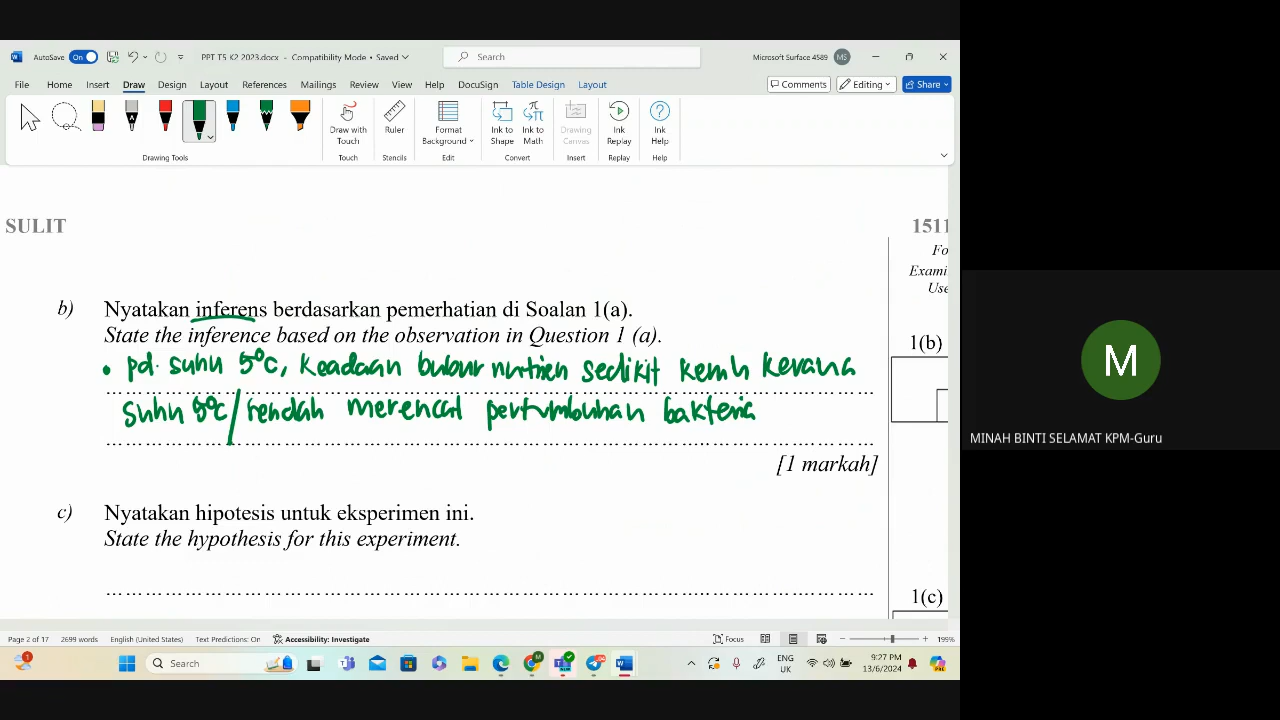 AutoSave On PPT T5 K2 2023.docx - Compatibility Mode • Saved Search Microsoft Surface 4589 MS
File Home Insert Draw Design Layout References Mailings Review View Help DocuSign Table Design Layout Comments Editing Share
Draw with Touch Ruler Format Background Ink to Shape Ink to Math Drawing Canvas Ink Replay Ink Help
Drawing Tools Touch Stencils Edit Convert Insert Replay Help
SULIT 1511
Fo
Exami
Use
b) Nyatakan inferens berdasarkan pemerhatian di Soalan 1(a).
State the inference based on the observation in Question 1 (a).
1(b)
• pd. suhu 5°C, keadaan bubur nutrien sedikit keruh kerana
suhu 5°C/rendah merencat pertumbuhan bakteria
[1 markah]
c) Nyatakan hipotesis untuk eksperimen ini.
State the hypothesis for this experiment.
1(c)
M
MINAH BINTI SELAMAT KPM-Guru
Page 2 of 17 2699 words English (United States) Text Predictions: On Accessibility: Investigate Focus 199%
1 Search ENG UK 9:27 PM 13/6/2024